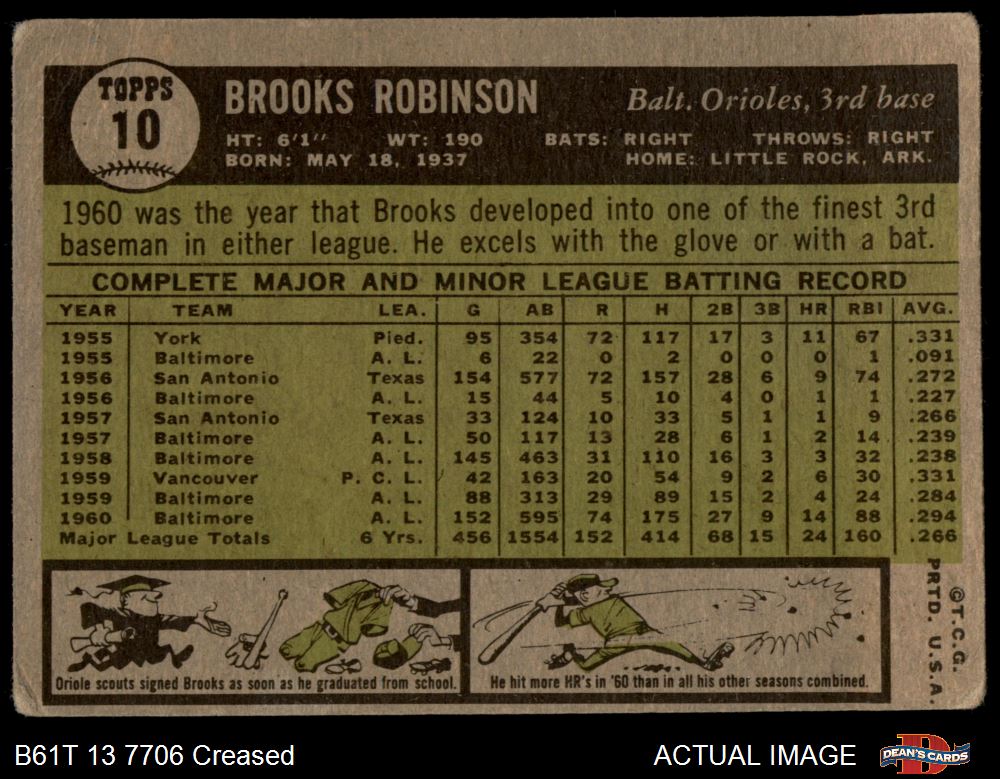 TOPPS
10
BROOKS ROBINSON
Balt. Orioles, 3rd base
HT: 6'1" WT: 190 BATS: RIGHT THROWS: RIGHT
BORN: MAY 18, 1937 HOME: LITTLE ROCK, ARK.
1960 was the year that Brooks developed into one of the finest 3rd
baseman in either league. He excels with the glove or with a bat.
COMPLETE MAJOR AND MINOR LEAGUE BATTING RECORD
YEAR TEAM LEA. G AB R H 2B 3B HR RBI AVG.
1955 York Pied. 95 354 72 117 17 3 11 67 .331
1955 Baltimore A. L. 6 22 0 2 0 0 0 1 .091
1956 San Antonio Texas 154 577 72 157 28 6 9 74 .272
1956 Baltimore A. L. 15 44 5 10 4 0 1 1 .227
1957 San Antonio Texas 33 124 10 33 5 1 1 9 .266
1957 Baltimore A. L. 50 117 13 28 6 1 2 14 .239
1958 Baltimore A. L. 145 463 31 110 16 3 3 32 .238
1959 Vancouver P. C. L. 42 163 20 54 9 2 6 30 .331
1959 Baltimore A. L. 88 313 29 89 15 2 4 24 .284
1960 Baltimore A. L. 152 595 74 175 27 9 14 88 .294
Major League Totals 6 Yrs. 456 1554 152 414 68 15 24 160 .266
Oriole scouts signed Brooks as soon as he graduated from school.
He hit more HR's in '60 than in all his other seasons combined.
©T.C.G.
PRTD. U.S.A.
B61T 13 7706 Creased
ACTUAL IMAGE
DEAN'S CARDS